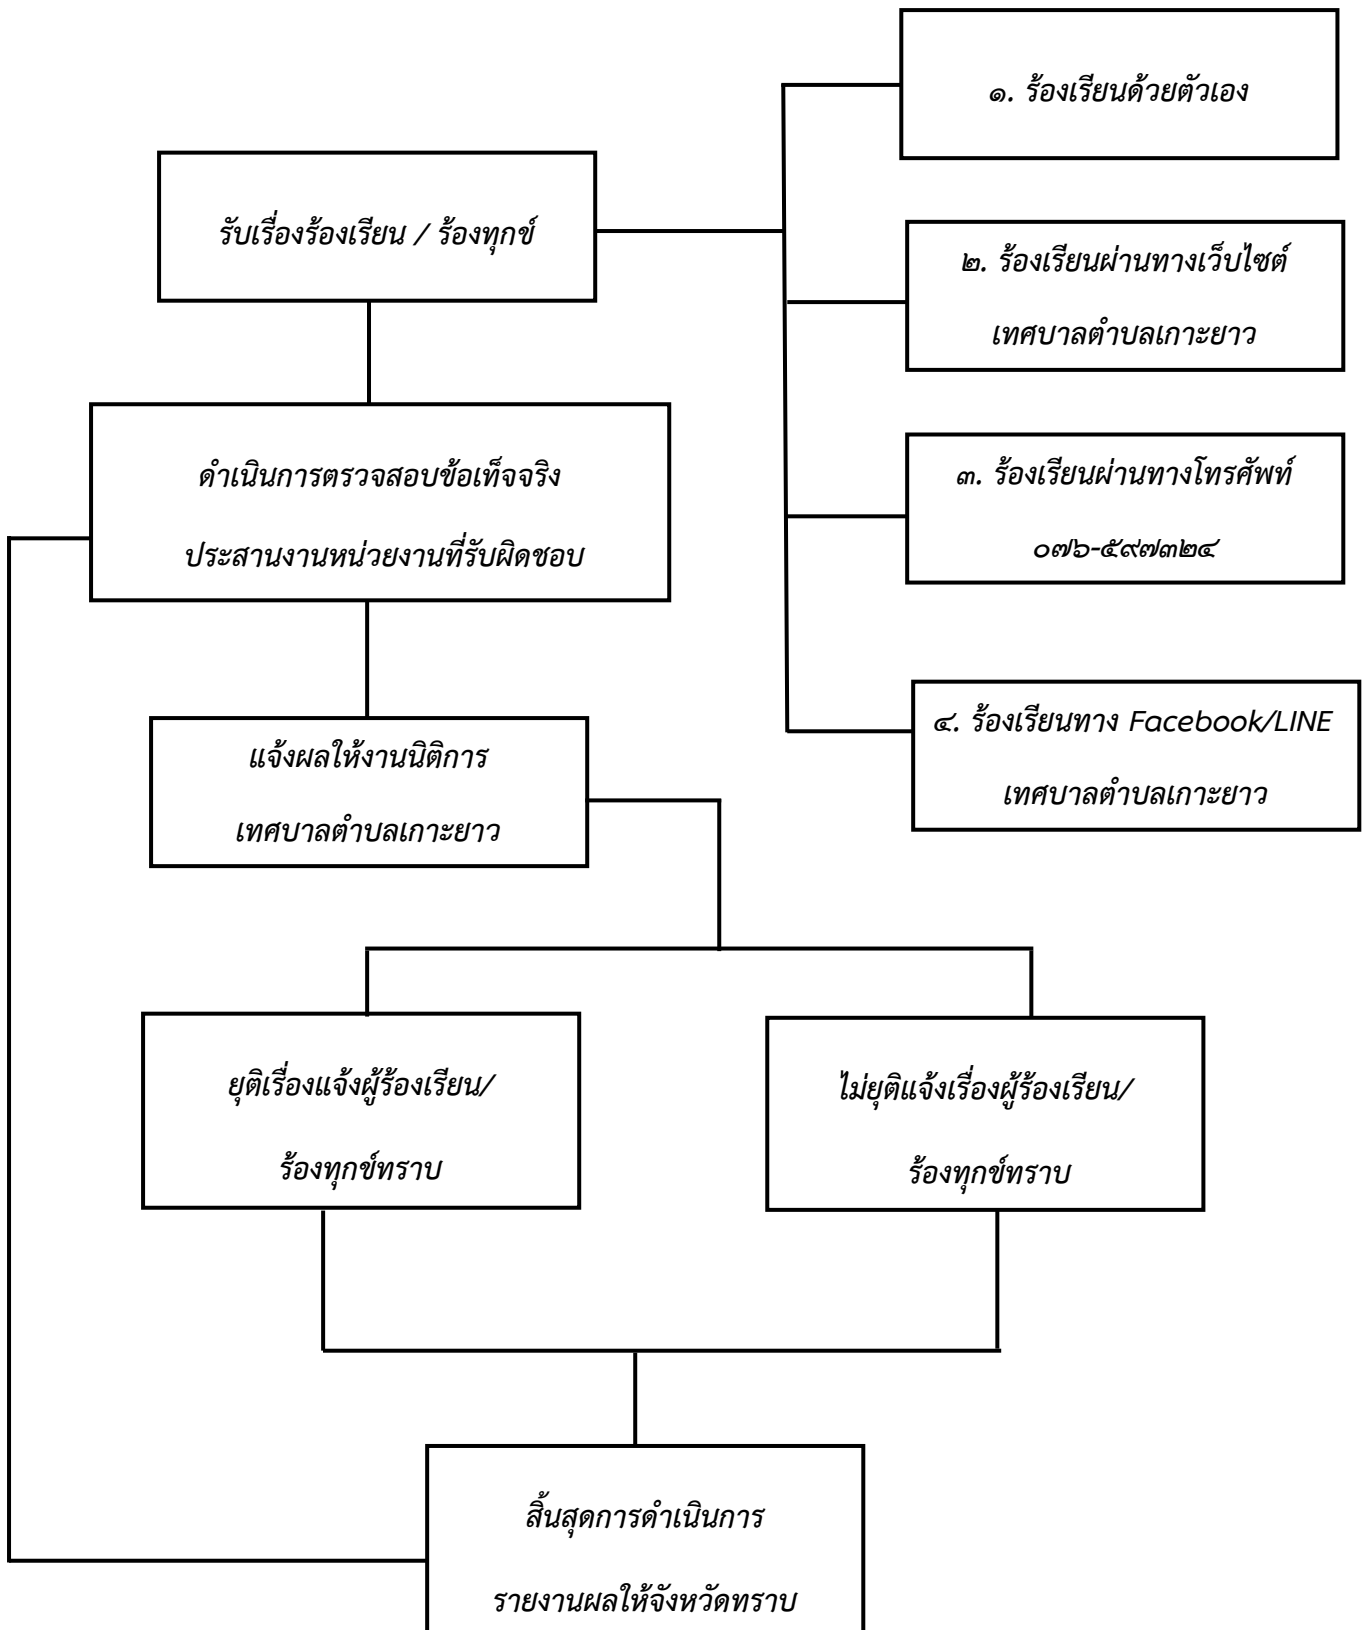 ๑. ร้องเรียนด้วยตัวเอง
รับเรื่องร้องเรียน / ร้องทุกข์
๒. ร้องเรียนผ่านทางเว็บไซต์
เทศบาลตำบลเกาะยาว
ดำเนินการตรวจสอบข้อเท็จจริง
ประสานงานหน่วยงานที่รับผิดชอบ
๓. ร้องเรียนผ่านทางโทรศัพท์
๐๗๖-๕๙๗๓๒๔
๔. ร้องเรียนทาง Facebook/LINE
เทศบาลตำบลเกาะยาว
แจ้งผลให้งานนิติการ
เทศบาลตำบลเกาะยาว
ยุติเรื่องแจ้งผู้ร้องเรียน/
ร้องทุกข์ทราบ
ไม่ยุติแจ้งเรื่องผู้ร้องเรียน/
ร้องทุกข์ทราบ
สิ้นสุดการดำเนินการ
รายงานผลให้จังหวัดทราบ